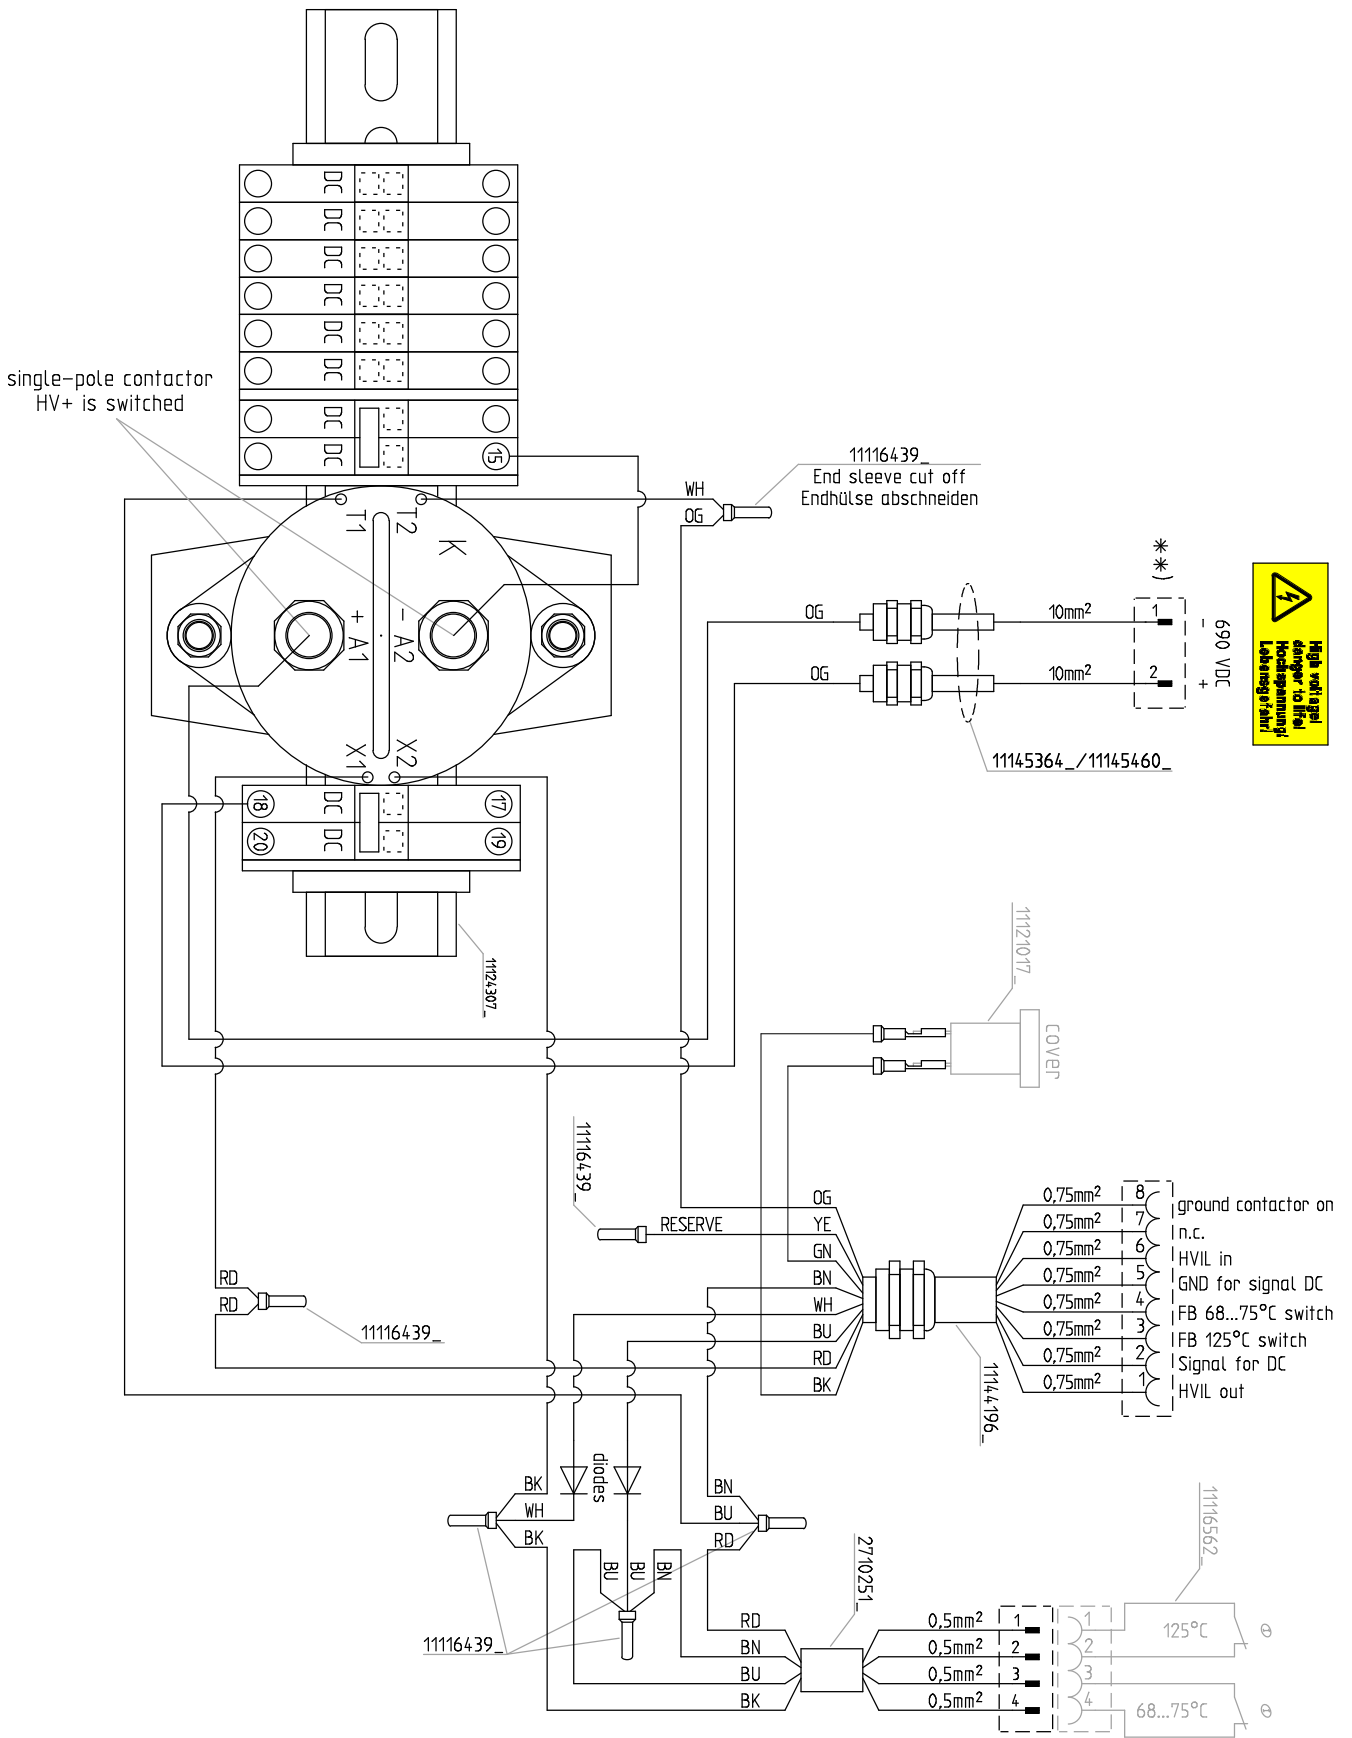 DC
DC
DC
DC
DC
DC
single-pole contactor
HV+ is switched
DC
DC
15
11116439_
End sleeve cut off
Endhülse abschneiden
WH
OG
T1
T2
K
+ A1
- A2
X1
X2
**)
OG
10mm²
1
-
690 VDC
OG
10mm²
2
+
High voltage!
danger to life!
Hochspannung!
Lebensgefahr!
11145364_/11145460_
18
DC
17
20
DC
19
11124307_
11121017_
cover
11116439_
RESERVE
OG
YE
GN
BN
WH
BU
RD
BK
0,75mm²
8
ground contactor on
0,75mm²
7
n.c.
0,75mm²
6
HVIL in
0,75mm²
5
GND for signal DC
0,75mm²
4
FB 68...75°C switch
0,75mm²
3
FB 125°C switch
0,75mm²
2
Signal for DC
0,75mm²
1
HVIL out
RD
RD
11116439_
11144196_
diodes
BK
WH
BK
BN
BU
RD
BU
BU
BN
11116439_
2710251_
11116562_
RD
0,5mm²
1
1
125°C
BN
0,5mm²
2
2
BU
0,5mm²
3
3
BK
0,5mm²
4
4
68...75°C